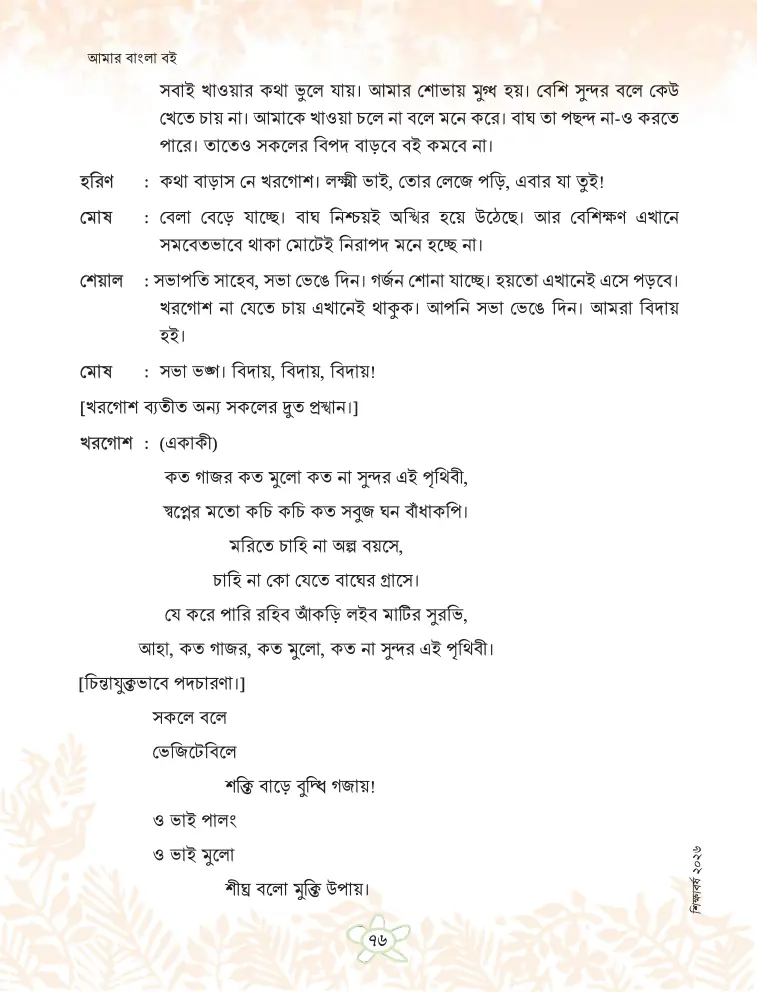 আমার বাংলা বই
সবাই খাওয়ার কথা ভুলে যায়। আমার শোভায় মুগ্ধ হয়। বেশি সুন্দর বলে কেউ
খেতে চায় না। আমাকে খাওয়া চলে না বলে মনে করে। বাঘ তা পছন্দ না-ও করতে
পারে। তাতেও সকলের বিপদ বাড়বে বই কমবে না।
হরিণ : কথা বাড়াস নে খরগোশ। লক্ষ্মী ভাই, তোর লেজে পড়ি, এবার যা তুই!
মোষ : বেলা বেড়ে যাচ্ছে। বাঘ নিশ্চয়ই অস্থির হয়ে উঠেছে। আর বেশিক্ষণ এখানে
সমবেতভাবে থাকা মোটেই নিরাপদ মনে হচ্ছে না।
শেয়াল : সভাপতি সাহেব, সভা ভেঙে দিন। গর্জন শোনা যাচ্ছে। হয়তো এখানেই এসে পড়বে।
খরগোশ না যেতে চায় এখানেই থাকুক। আপনি সভা ভেঙে দিন। আমরা বিদায়
হই।
মোষ : সভা ভঙ্গ। বিদায়, বিদায়, বিদায়!
[খরগোশ ব্যতীত অন্য সকলের দ্রুত প্রস্থান।]
খরগোশ : (একাকী)
কত গাজর কত মুলো কত না সুন্দর এই পৃথিবী,
স্বপ্নের মতো কচি কচি কত সবুজ ঘন বাঁধাকপি।
মরিতে চাহি না অল্প বয়সে,
চাহি না কো যেতে বাঘের গ্রাসে।
যে করে পারি রহিব আঁকড়ি লইব মাটির সুরভি,
আহা, কত গাজর, কত মুলো, কত না সুন্দর এই পৃথিবী।
[চিন্তাযুক্তভাবে পদচারণা।]
সকলে বলে
ভেজিটেবিলে
শক্তি বাড়ে বুদ্ধি গজায়!
ও ভাই পালং
ও ভাই মুলো
শীঘ্র বলো মুক্তি উপায়।
শিক্ষাবর্ষ ২০২৬
৭৬